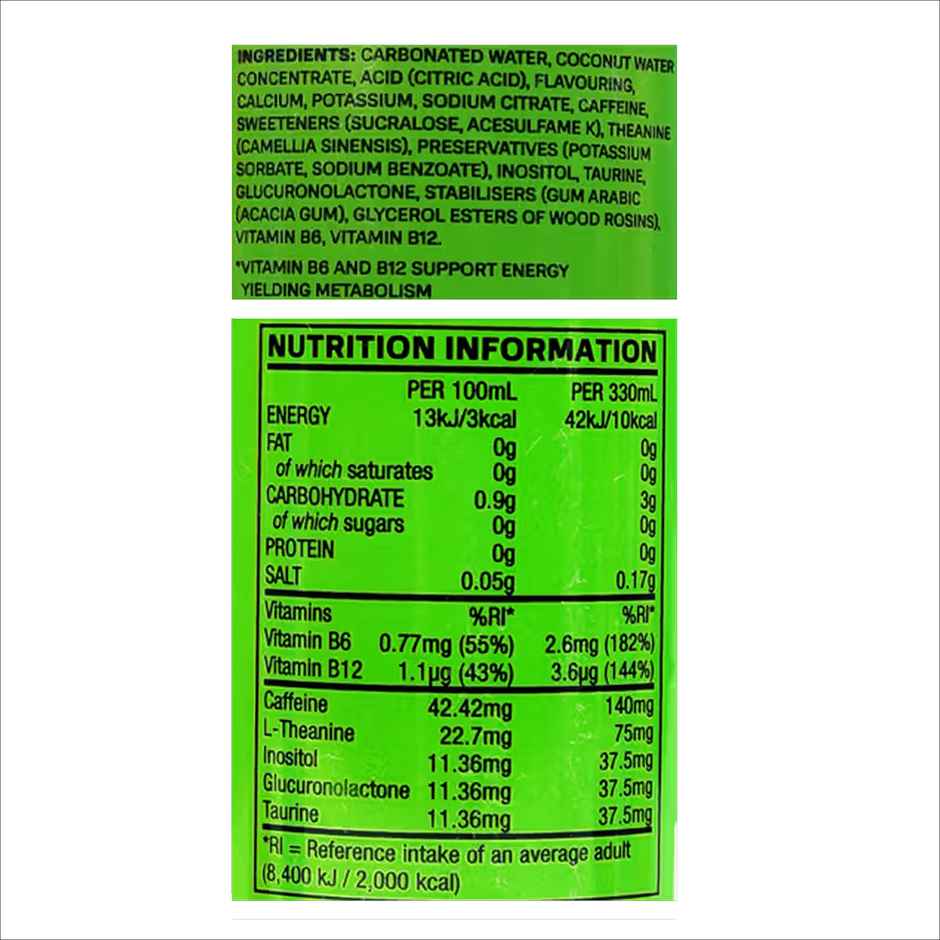 INGREDIENTS: CARBONATED WATER, COCONUT WATER
CONCENTRATE, ACID (CITRIC ACID), FLAVOURING,
CALCIUM, POTASSIUM, SODIUM CITRATE, CAFFEINE,
SWEETENERS (SUCRALOSE, ACESULFAME K), THEANINE
(CAMELLIA SINENSIS), PRESERVATIVES (POTASSIUM
SORBATE, SODIUM BENZOATE), INOSITOL, TAURINE,
GLUCURONOLACTONE, STABILISERS (GUM ARABIC
(ACACIA GUM), GLYCEROL ESTERS OF WOOD ROSINS),
VITAMIN B6, VITAMIN B12.
*VITAMIN B6 AND B12 SUPPORT ENERGY
YIELDING METABOLISM
NUTRITION INFORMATION
PER 100mL PER 330mL
ENERGY 13kJ/3kcal 42kJ/10kcal
FAT 0g 0g
of which saturates 0g 0g
CARBOHYDRATE 0.9g 3g
of which sugars 0g 0g
PROTEIN 0g 0g
SALT 0.05g 0.17g
Vitamins %RI* %RI*
Vitamin B6 0.77mg (55%) 2.6mg (182%)
Vitamin B12 1.1µg (43%) 3.6µg (144%)
Caffeine 42.42mg 140mg
L-Theanine 22.7mg 75mg
Inositol 11.36mg 37.5mg
Glucuronolactone 11.36mg 37.5mg
Taurine 11.36mg 37.5mg
*RI = Reference intake of an average adult
(8,400 kJ / 2,000 kcal)